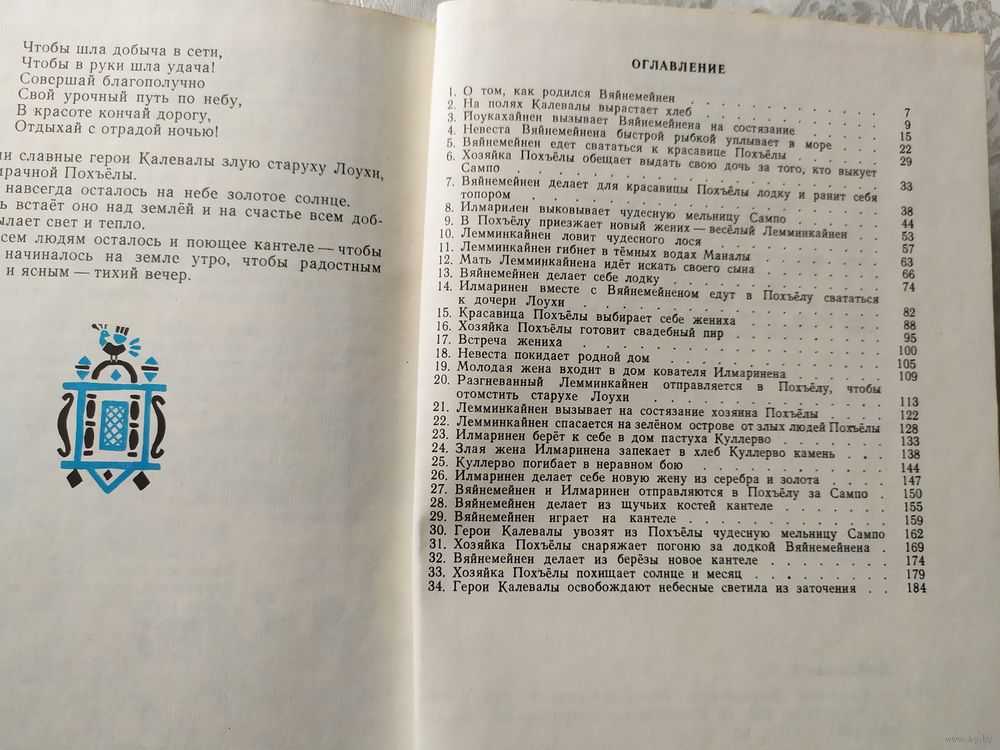 Чтобы шла добыча в сети,
Чтобы в руки шла удача!
Совершай благополучно
Свой урочный путь по небу,
В красоте кончай дорогу,
Отдыхай с отрадой ночью!
славные герои Калевалы злую старуху Лоухи,
мрачной Похъёлы.
навсегда осталось на небе золотое солнце.
встаёт оно над землёй и на счастье всем доб-
свет и тепло.
людям осталось и поющее кантеле — чтобы
начиналось на земле утро, чтобы радостным
и ясным — тихий вечер.
ОГЛАВЛЕНИЕ
1. О том, как родился Вяйнемейнен . . . . . . . 7
2. На полях Калевалы вырастает хлеб . . . . . . . 9
3. Йоукахайнен вызывает Вяйнемейнена на состязание . . . . . 15
4. Невеста Вяйнемейнена быстрой рыбкой уплывает в море . . . 22
5. Вяйнемейнен едет свататься к красавице Похъёлы . . . . . 29
6. Хозяйка Похъёлы обещает выдать свою дочь за того, кто выкует
Сампо . . . . . . . . . . . . 33
7. Вяйнемейнен делает для красавицы Похъёлы лодку и ранит себя
топором . . . . . . . . . . . . 38
8. Илмаринен выковывает чудесную мельницу Сампо . . . . . 44
9. В Похъёлу приезжает новый жених — весёлый Лемминкайнен . . 53
10. Лемминкайнен ловит чудесного лося . . . . . . . 57
11. Лемминкайнен гибнет в тёмных водах Маналы . . . . . 63
12. Мать Лемминкайнена идёт искать своего сына . . . . . 66
13. Вяйнемейнен делает себе лодку . . . . . . . . 74
14. Илмаринен вместе с Вяйнемейненом едут в Похъёлу свататься
к дочери Лоухи . . . . . . . . . . 82
15. Красавица Похъёлы выбирает себе жениха . . . . . . 88
16. Хозяйка Похъёлы готовит свадебный пир . . . . . . 95
17. Встреча жениха . . . . . . . . . . 100
18. Невеста покидает родной дом . . . . . . . . 105
19. Молодая жена входит в дом кователя Илмаринена . . . . 109
20. Разгневанный Лемминкайнен отправляется в Похъёлу, чтобы
отомстить старухе Лоухи . . . . . . . . 113
21. Лемминкайнен вызывает на состязание хозяина Похъёлы . . . 122
22. Лемминкайнен спасается на зелёном острове от злых людей Похъёлы 128
23. Илмаринен берёт к себе в дом пастуха Куллерво . . . . . 133
24. Злая жена Илмаринена запекает в хлеб Куллерво камень . . . 138
25. Куллерво погибает в неравном бою . . . . . . . 144
26. Илмаринен делает себе новую жену из серебра и золота . . . 147
27. Вяйнемейнен и Илмаринен отправляются в Похъёлу за Сампо . 150
28. Вяйнемейнен делает из щучьих костей кантеле . . . . . 155
29. Вяйнемейнен играет на кантеле . . . . . . . . 159
30. Герои Калевалы увозят из Похъёлы чудесную мельницу Сампо 162
31. Хозяйка Похъёлы снаряжает погоню за лодкой Вяйнемейнена . 169
32. Вяйнемейнен делает из берёзы новое кантеле . . . . . 174
33. Хозяйка Похъёлы похищает солнце и месяц . . . . . . 179
34. Герои Калевалы освобождают небесные светила из заточения . . 184
www.ay.by